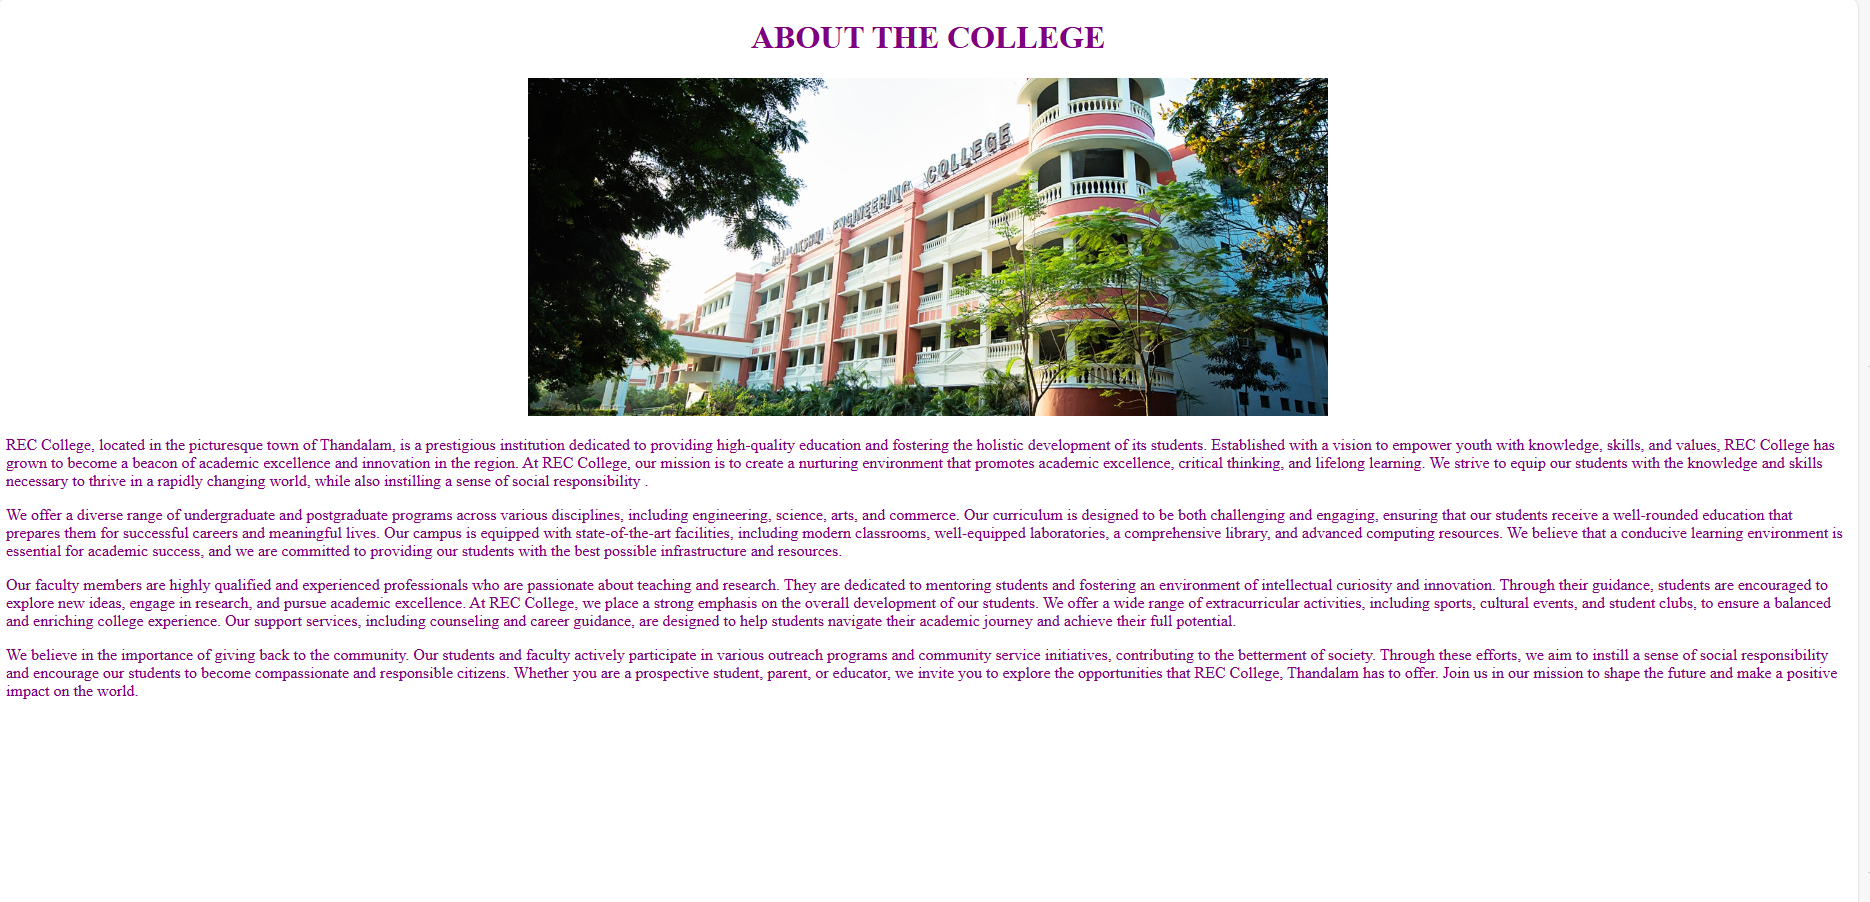 ABOUT THE COLLEGE
RAJALAKSHMI ENGINEERING COLLEGE
REC College, located in the picturesque town of Thandalam, is a prestigious institution dedicated to providing high-quality education and fostering the holistic development of its students. Established with a vision to empower youth with knowledge, skills, and values, REC College has
grown to become a beacon of academic excellence and innovation in the region. At REC College, our mission is to create a nurturing environment that promotes academic excellence, critical thinking, and lifelong learning. We strive to equip our students with the knowledge and skills
necessary to thrive in a rapidly changing world, while also instilling a sense of social responsibility .
We offer a diverse range of undergraduate and postgraduate programs across various disciplines, including engineering, science, arts, and commerce. Our curriculum is designed to be both challenging and engaging, ensuring that our students receive a well-rounded education that
prepares them for successful careers and meaningful lives. Our campus is equipped with state-of-the-art facilities, including modern classrooms, well-equipped laboratories, a comprehensive library, and advanced computing resources. We believe that a conducive learning environment is
essential for academic success, and we are committed to providing our students with the best possible infrastructure and resources.
Our faculty members are highly qualified and experienced professionals who are passionate about teaching and research. They are dedicated to mentoring students and fostering an environment of intellectual curiosity and innovation. Through their guidance, students are encouraged to
explore new ideas, engage in research, and pursue academic excellence. At REC College, we place a strong emphasis on the overall development of our students. We offer a wide range of extracurricular activities, including sports, cultural events, and student clubs, to ensure a balanced
and enriching college experience. Our support services, including counseling and career guidance, are designed to help students navigate their academic journey and achieve their full potential.
We believe in the importance of giving back to the community. Our students and faculty actively participate in various outreach programs and community service initiatives, contributing to the betterment of society. Through these efforts, we aim to instill a sense of social responsibility
and encourage our students to become compassionate and responsible citizens. Whether you are a prospective student, parent, or educator, we invite you to explore the opportunities that REC College, Thandalam has to offer. Join us in our mission to shape the future and make a positive
impact on the world.